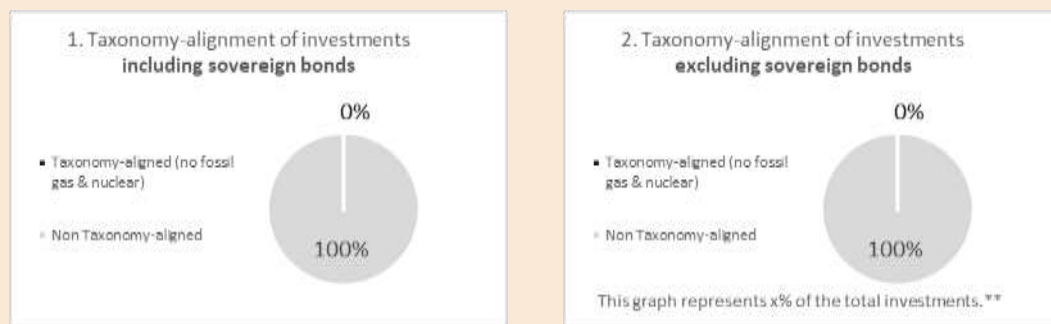 1. Taxonomy-alignment of investments
including sovereign bonds
0%
Taxonomy-aligned (no fossil
gas & nuclear)
Non Taxonomy-aligned
100%
2. Taxonomy-alignment of investments
excluding sovereign bonds
0%
Taxonomy-aligned (no fossil
gas & nuclear)
Non Taxonomy-aligned
100%
This graph represents x% of the total investments.**